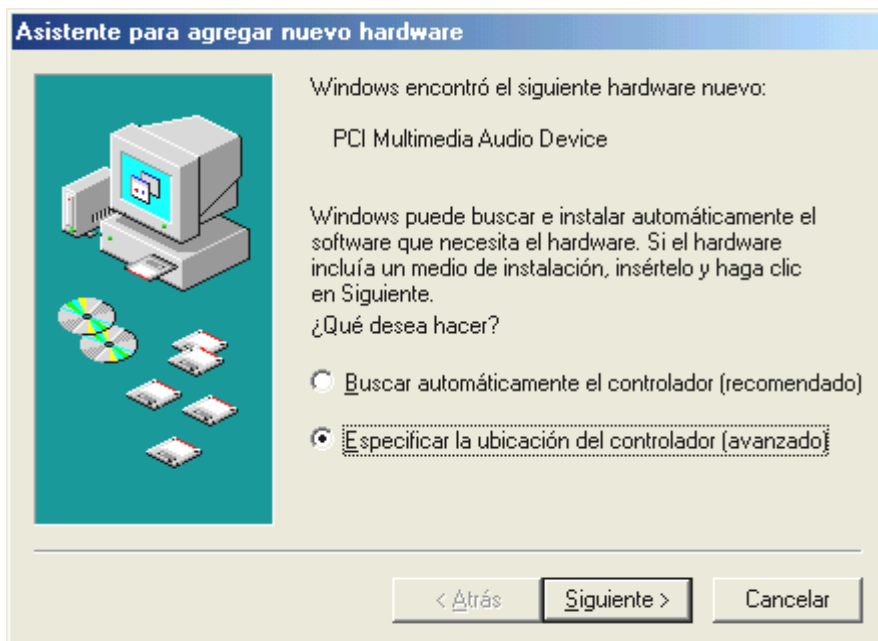 Asistente para agregar nuevo hardware
Windows encontró el siguiente hardware nuevo:
PCI Multimedia Audio Device
Windows puede buscar e instalar automáticamente el
software que necesita el hardware. Si el hardware
incluía un medio de instalación, insértelo y haga clic
en Siguiente.
¿Qué desea hacer?
Buscar automáticamente el controlador (recomendado)
Especificar la ubicación del controlador (avanzado)
< Atrás
Siguiente >
Cancelar